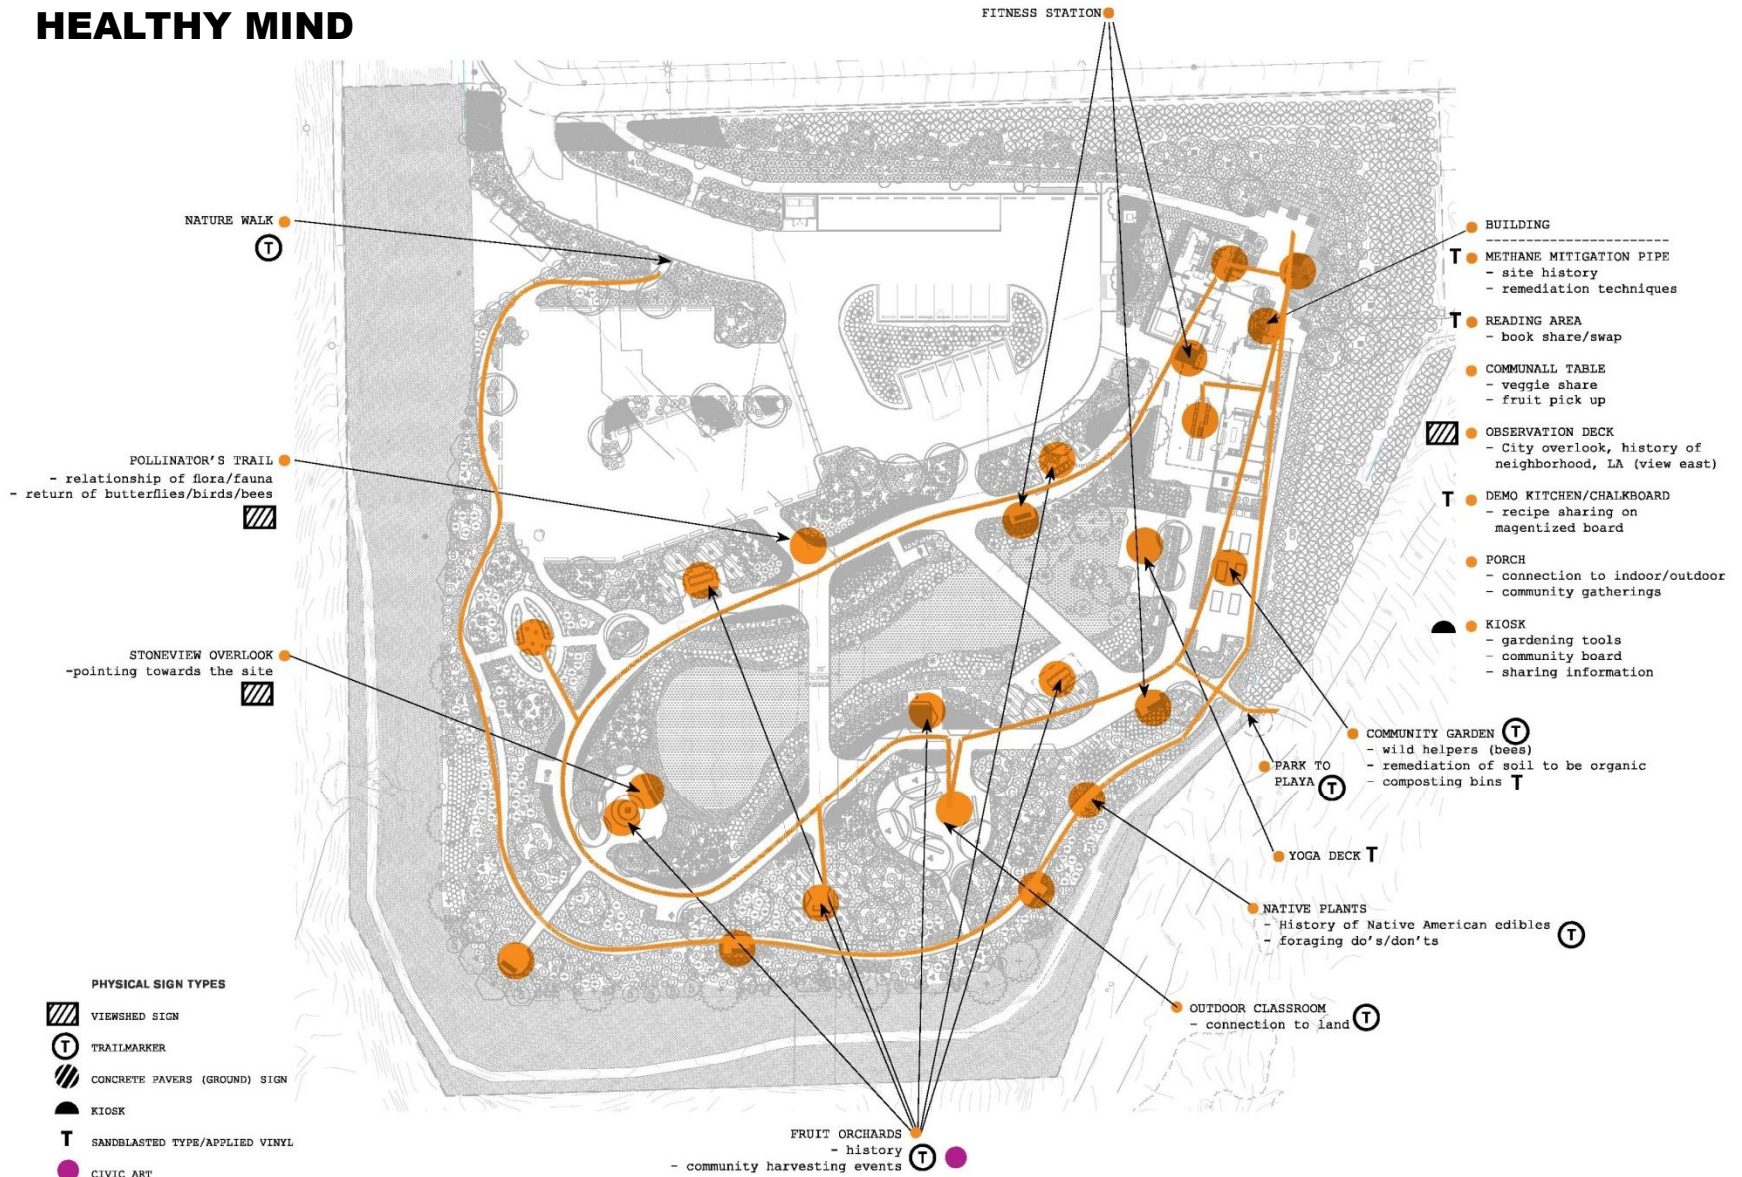 HEALTHY MIND
FITNESS STATION
NATURE WALK
T
POLLINATOR'S TRAIL
- relationship of flora/fauna
- return of butterflies/birds/bees
STONEVIEW OVERLOOK
-pointing towards the site
BUILDING
T METHANE MITIGATION PIPE
- site history
- remediation techniques
T READING AREA
- book share/swap
COMMUNALL TABLE
- veggie share
- fruit pick up
OBSERVATION DECK
- City overlook, history of
neighborhood, LA (view east)
T DEMO KITCHEN/CHALKBOARD
- recipe sharing on
magentized board
PORCH
- connection to indoor/outdoor
- community gatherings
KIOSK
- gardening tools
- community board
- sharing information
COMMUNITY GARDEN T
- wild helpers (bees)
- remediation of soil to be organic
- composting bins T
PARK TO
PLAYA T
YOGA DECK T
NATIVE PLANTS
- History of Native American edibles
- foraging do's/don'ts T
OUTDOOR CLASSROOM
- connection to land T
FRUIT ORCHARDS
- history
- community harvesting events T
PHYSICAL SIGN TYPES
VIEWSHED SIGN
T TRAILMARKER
CONCRETE PAVERS (GROUND) SIGN
KIOSK
T SANDBLASTED TYPE/APPLIED VINYL
CIVIC ART